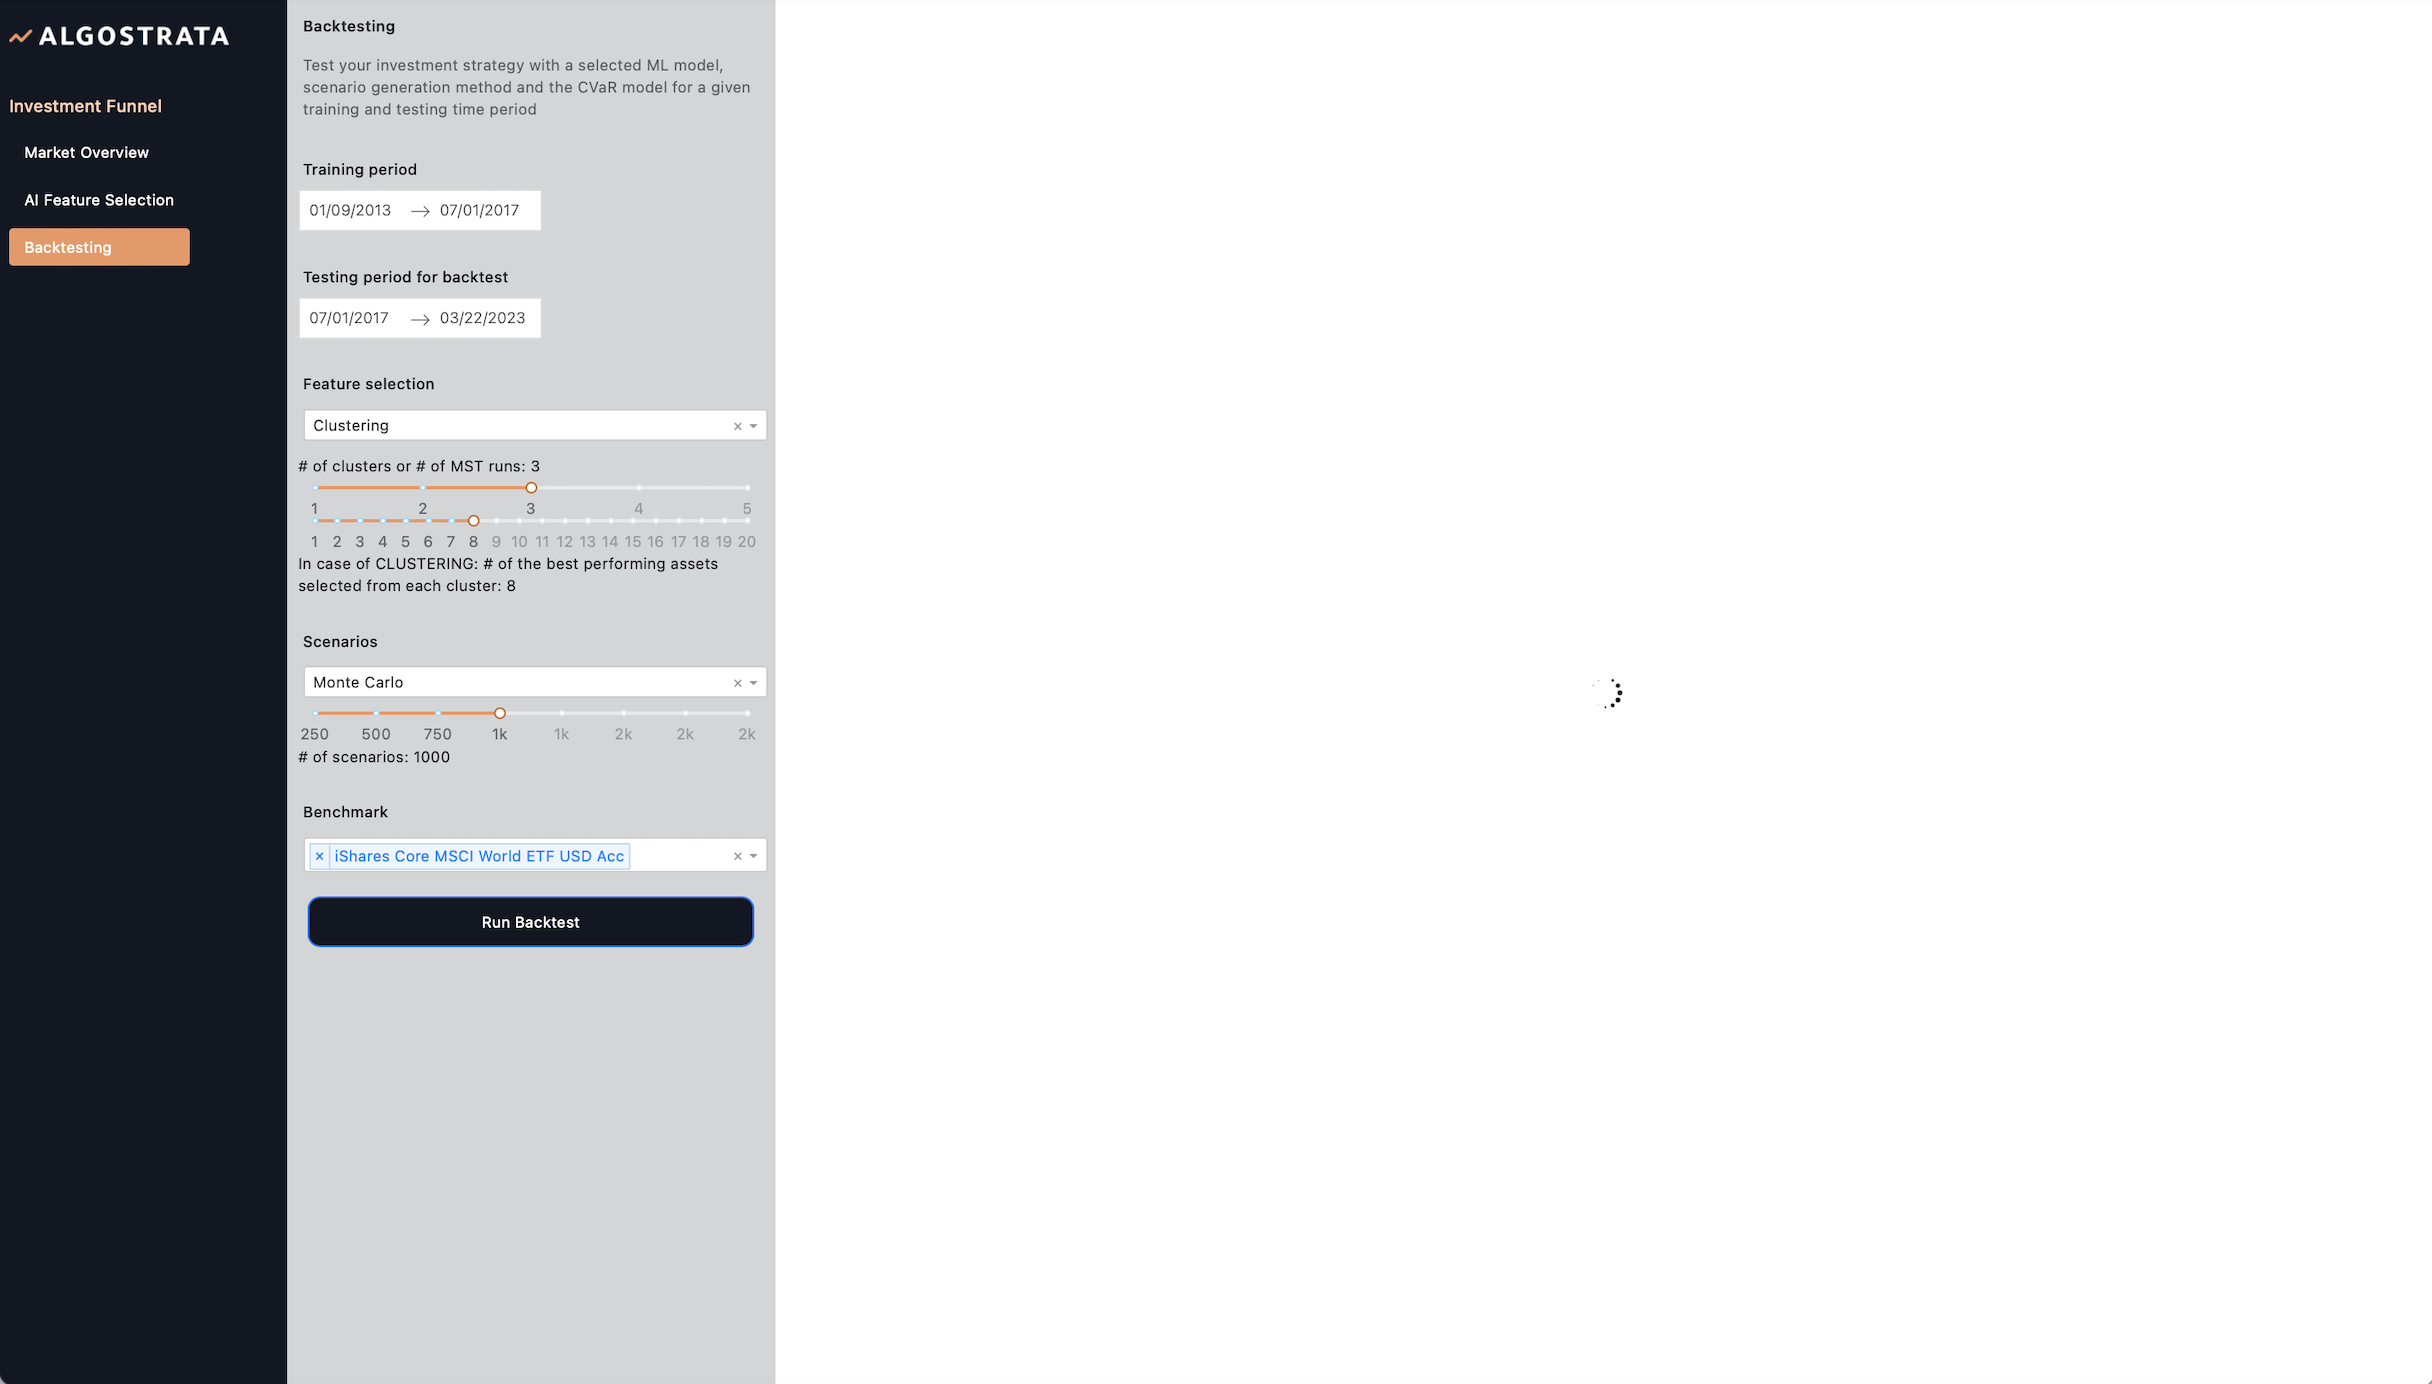 ALGOSTRATA
Investment Funnel
Market Overview
AI Feature Selection
Backtesting
Backtesting
Test your investment strategy with a selected ML model,
scenario generation method and the CVaR model for a given
training and testing time period
Training period
01/09/2013 → 07/01/2017
Testing period for backtest
07/01/2017 → 03/22/2023
Feature selection
Clustering
# of clusters or # of MST runs: 3
1 2 3 4 5
1 2 3 4 5 6 7 8 9 10 11 12 13 14 15 16 17 18 19 20
In case of CLUSTERING: # of the best performing assets
selected from each cluster: 8
Scenarios
Monte Carlo
250 500 750 1k 1k 2k 2k 2k
# of scenarios: 1000
Benchmark
× iShares Core MSCI World ETF USD Acc
Run Backtest